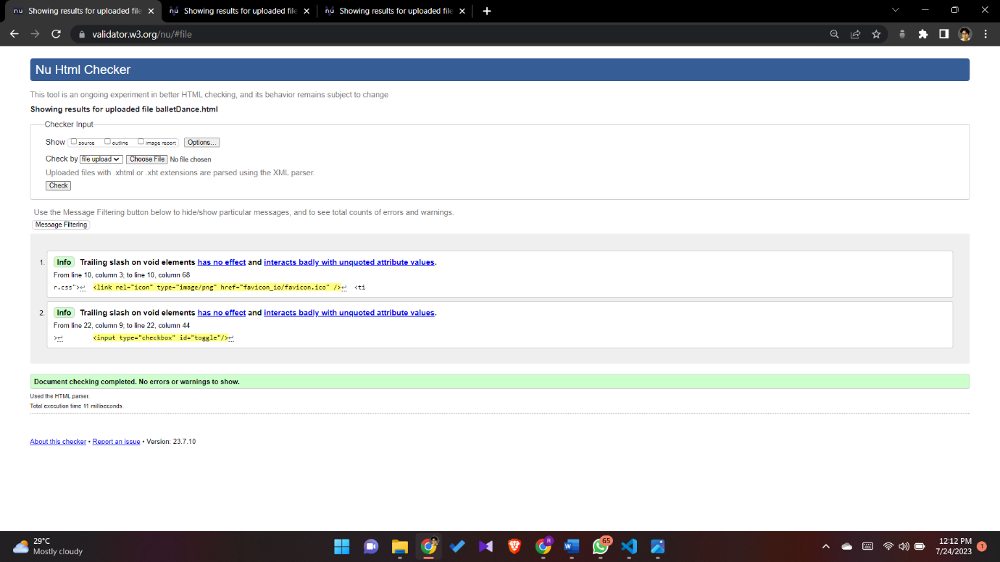 nu Showing results for uploaded file
nu Showing results for uploaded file
nu Showing results for uploaded file
validator.w3.org/nu/#file
Nu Html Checker
This tool is an ongoing experiment in better HTML checking, and its behavior remains subject to change
Showing results for uploaded file balletDance.html
Checker Input
Show source outline image report Options...
Check by file upload Choose File No file chosen
Uploaded files with .xhtml or .xht extensions are parsed using the XML parser.
Check
Use the Message Filtering button below to hide/show particular messages, and to see total counts of errors and warnings.
Message Filtering
1. Info Trailing slash on void elements has no effect and interacts badly with unquoted attribute values.
From line 10, column 3; to line 10, column 68
r.css">↩ <link rel="icon" type="image/png" href="favicon_io/favicon.ico" />↩ <ti
2. Info Trailing slash on void elements has no effect and interacts badly with unquoted attribute values.
From line 22, column 9; to line 22, column 44
>↩ <input type="checkbox" id="toggle"/>↩
Document checking completed. No errors or warnings to show.
Used the HTML parser.
Total execution time 11 milliseconds.
About this checker • Report an issue • Version: 23.7.10
29°C
Mostly cloudy
R
W
65
12:12 PM
7/24/2023
1